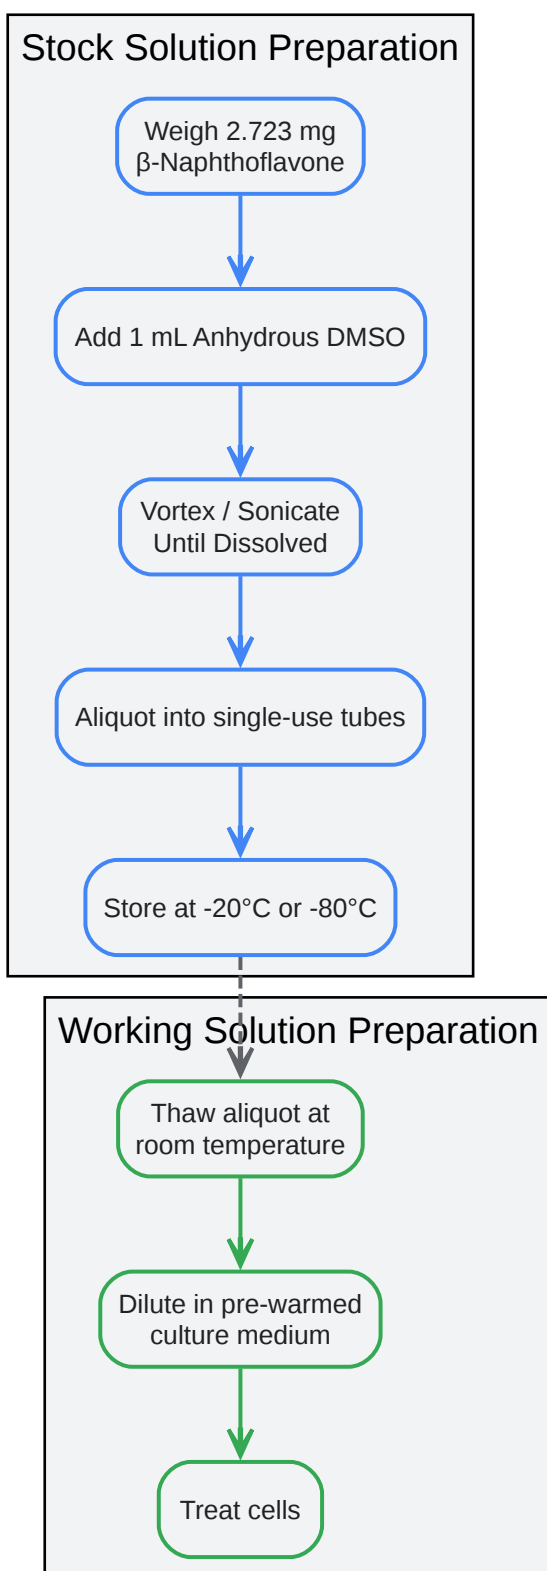 Stock Solution Preparation
Weigh 2.723 mg
β-Naphthoflavone
Add 1 mL Anhydrous DMSO
Vortex / Sonicate
Until Dissolved
Aliquot into single-use tubes
Store at -20°C or -80°C
Working Solution Preparation
Thaw aliquot at
room temperature
Dilute in pre-warmed
culture medium
Treat cells